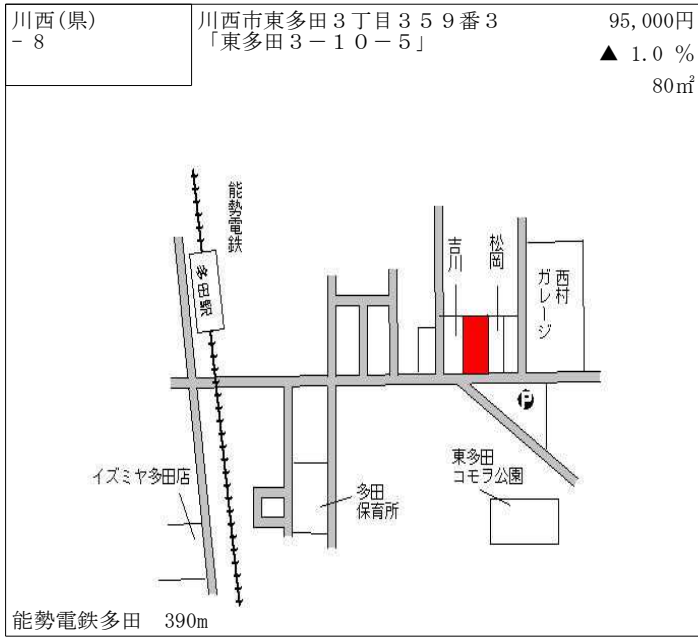 川西(県)
－8
川西市東多田３丁目３５９番３
「東多田３－１０－５」
95,000円
▲ 1.0 %
80㎡
能勢電鉄
多田駅
吉川
松岡
西村
ガレージ
P
イズミヤ多田店
多田
保育所
東多田
コモヲ公園
能勢電鉄多田　390m